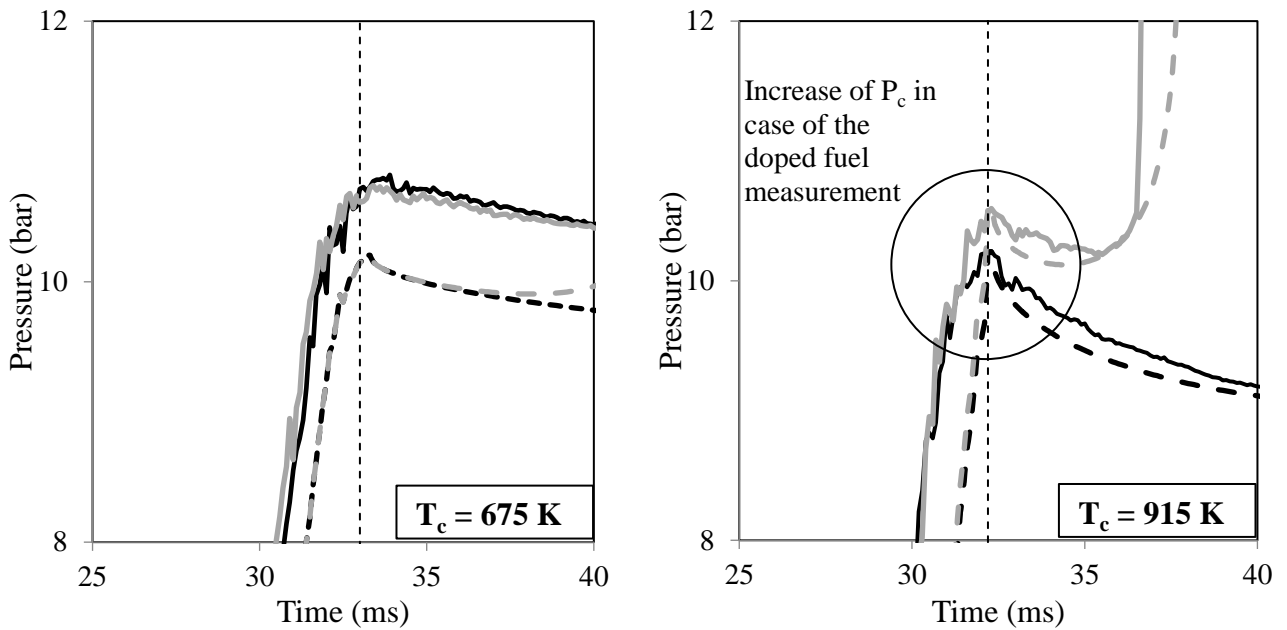 12
10
8
Pressure (bar)
25
30
35
40
Time (ms)
T_c = 675 K
12
10
8
Pressure (bar)
25
30
35
40
Time (ms)
Increase of P_c in
case of the
doped fuel
measurement
T_c = 915 K